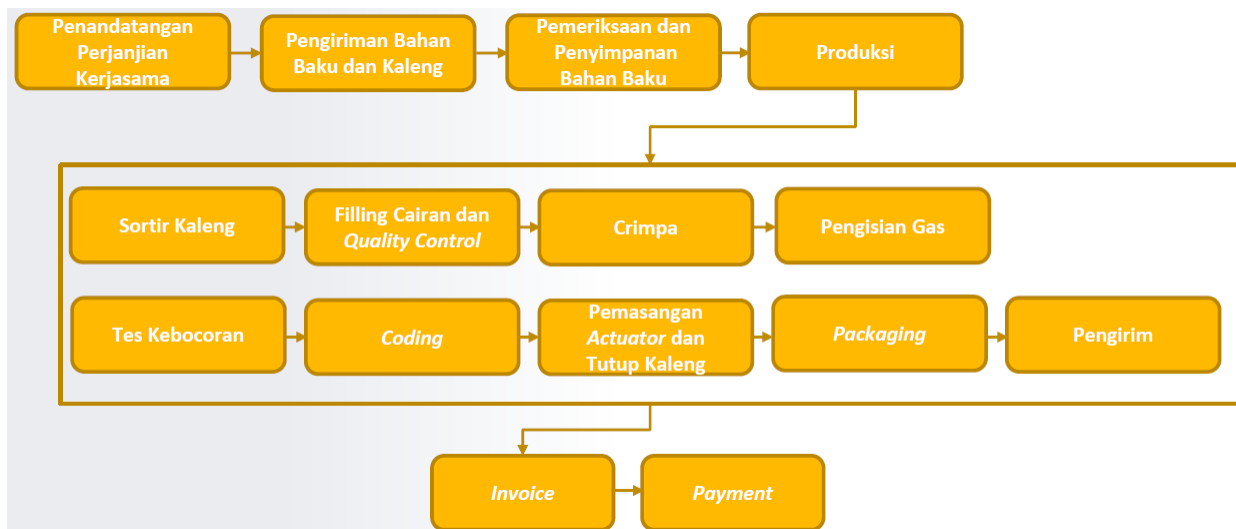 Penandatangan
Perjanjian
Kerjasama
Pengiriman Bahan
Baku dan Kaleng
Pemeriksaan dan
Penyimpanan
Bahan Baku
Produksi
Sortir Kaleng
Filling Cairan dan
Quality Control
Crimpa
Pengisian Gas
Tes Kebocoran
Coding
Pemasangan
Actuator dan
Tutup Kaleng
Packaging
Pengirim
Invoice
Payment